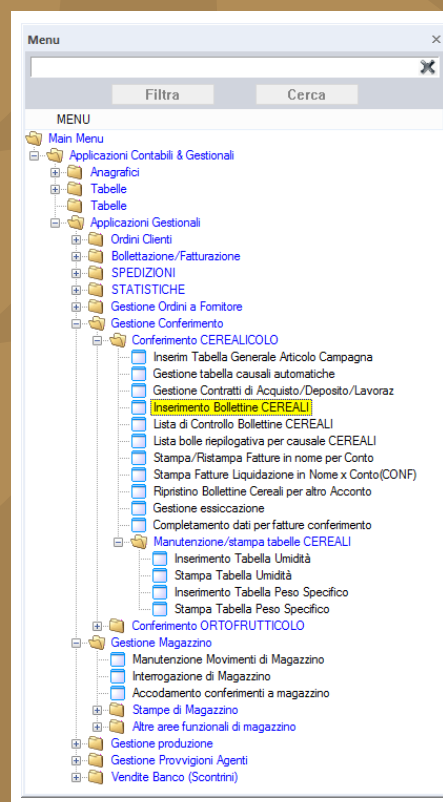 Menu
Filtra
Cerca
MENU
Main Menu
Applicazioni Contabili & Gestionali
Anagrafici
Tabelle
Tabelle
Applicazioni Gestionali
Ordini Clienti
Bollettazione/Fatturazione
SPEDIZIONI
STATISTICHE
Gestione Ordini a Fornitore
Gestione Conferimento
Conferimento CEREALICOLO
Inserim Tabella Generale Articolo Campagna
Gestione tabella causali automatiche
Gestione Contratti di Acquisto/Deposito/Lavoraz
Inserimento Bollettine CEREALI
Lista di Controllo Bollettine CEREALI
Lista bolle riepilogativa per causale CEREALI
Stampa/Ristampa Fatture in nome per Conto
Stampa Fatture Liquidazione in Nome x Conto(CONF)
Ripristino Bollettine Cereali per altro Acconto
Gestione essiccazione
Completamento dati per fatture conferimento
Manutenzione/stampa tabelle CEREALI
Inserimento Tabella Umidità
Stampa Tabella Umidità
Inserimento Tabella Peso Specifico
Stampa Tabella Peso Specifico
Conferimento ORTOFRUTTICOLO
Gestione Magazzino
Manutenzione Movimenti di Magazzino
Interrogazione di Magazzino
Accodamento conferimenti a magazzino
Stampe di Magazzino
Altre aree funzionali di magazzino
Gestione produzione
Gestione Provvigioni Agenti
Vendite Banco (Scontrini)